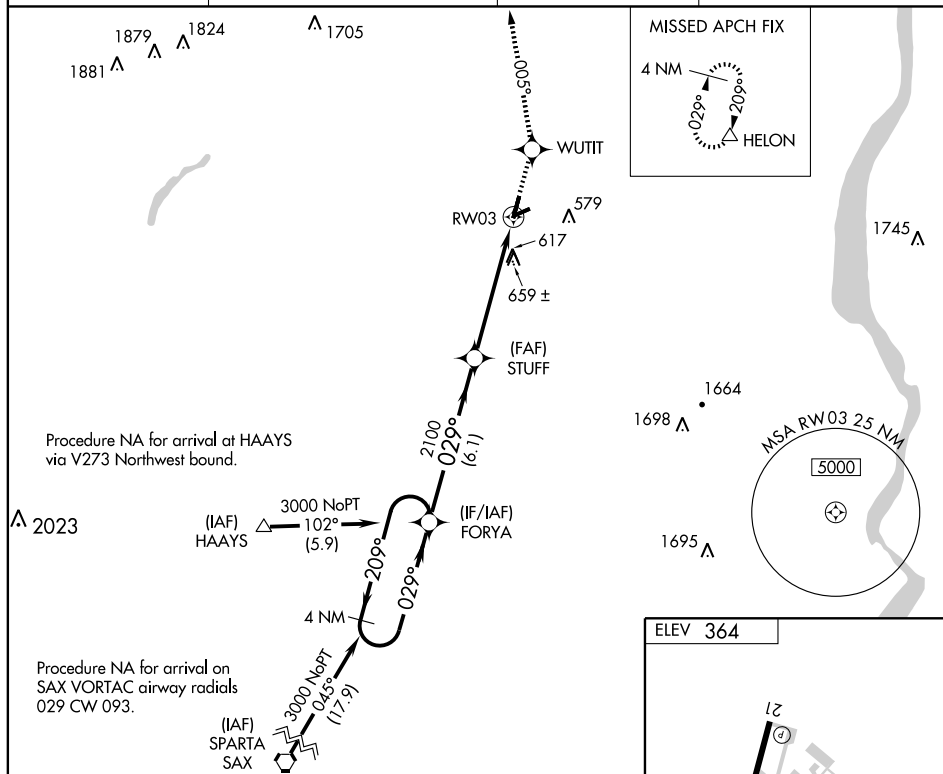 1879
1824
1705
1881
MISSED APCH FIX
4 NM
029°
209°
HELON
005°
WUTIT
RW03
579
617
659 ±
1745
(FAF)
STUFF
2100
029°
(6.1)
1664
1698
MSA RW03 25 NM
5000
Procedure NA for arrival at HAAYS
via V273 Northwest bound.
2023
(IAF)
HAAYS
3000 NoPT
102°
(5.9)
(IF/IAF)
FORYA
209°
029°
4 NM
1695
Procedure NA for arrival on
SAX VORTAC airway radials
029 CW 093.
3000 NoPT
045°
(17.9)
(IAF)
SPARTA
SAX
ELEV 364
21
P